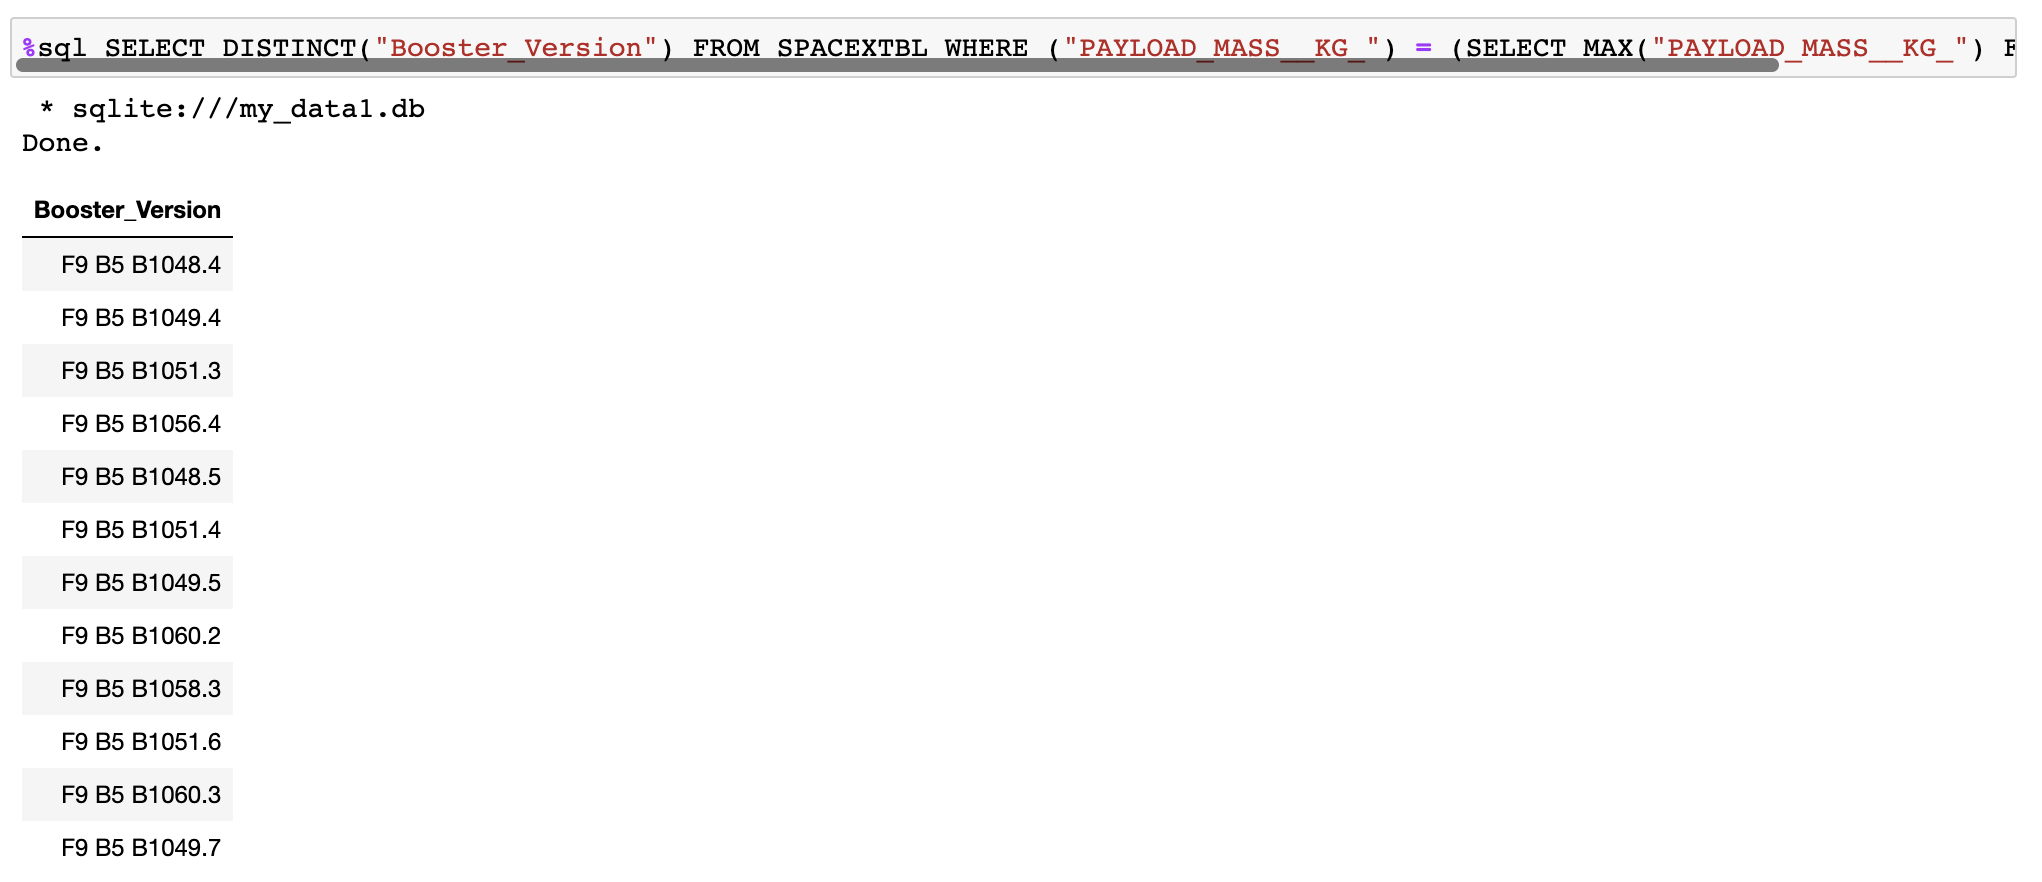 %sql SELECT DISTINCT("Booster_Version") FROM SPACEXTBL WHERE ("PAYLOAD_MASS__KG_") = (SELECT MAX("PAYLOAD_MASS__KG_") F
* sqlite:///my_data1.db
Done.
Booster_Version
F9 B5 B1048.4
F9 B5 B1049.4
F9 B5 B1051.3
F9 B5 B1056.4
F9 B5 B1048.5
F9 B5 B1051.4
F9 B5 B1049.5
F9 B5 B1060.2
F9 B5 B1058.3
F9 B5 B1051.6
F9 B5 B1060.3
F9 B5 B1049.7